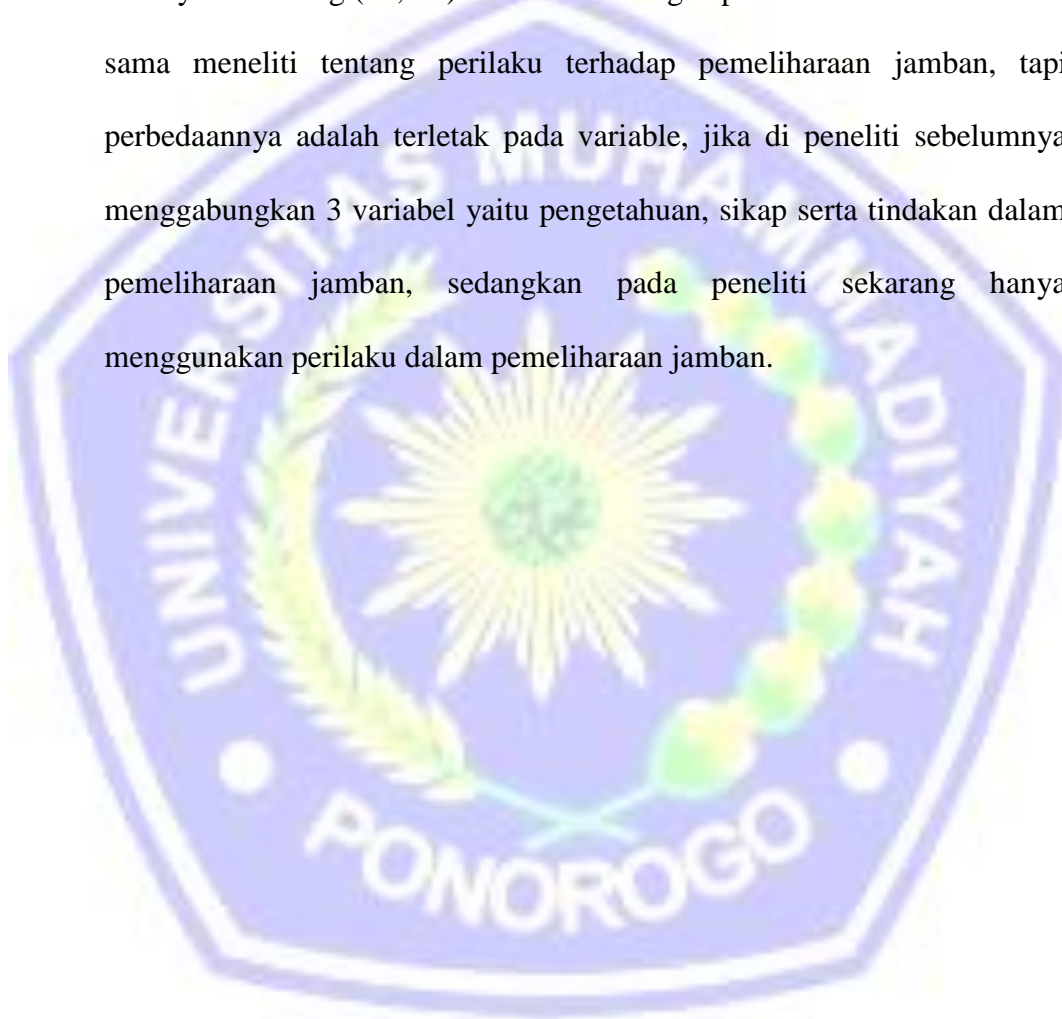 sama meneliti tentang perilaku terhadap pemeliharaan jamban, tapi
perbedaannya adalah terletak pada variable, jika di peneliti sebelumnya
menggabungkan 3 variabel yaitu pengetahuan, sikap serta tindakan dalam
pemeliharaan jamban, sedangkan pada peneliti sekarang hanya
menggunakan perilaku dalam pemeliharaan jamban.
UNIVERSITAS MUHAMMADIYAH
PONOROGO